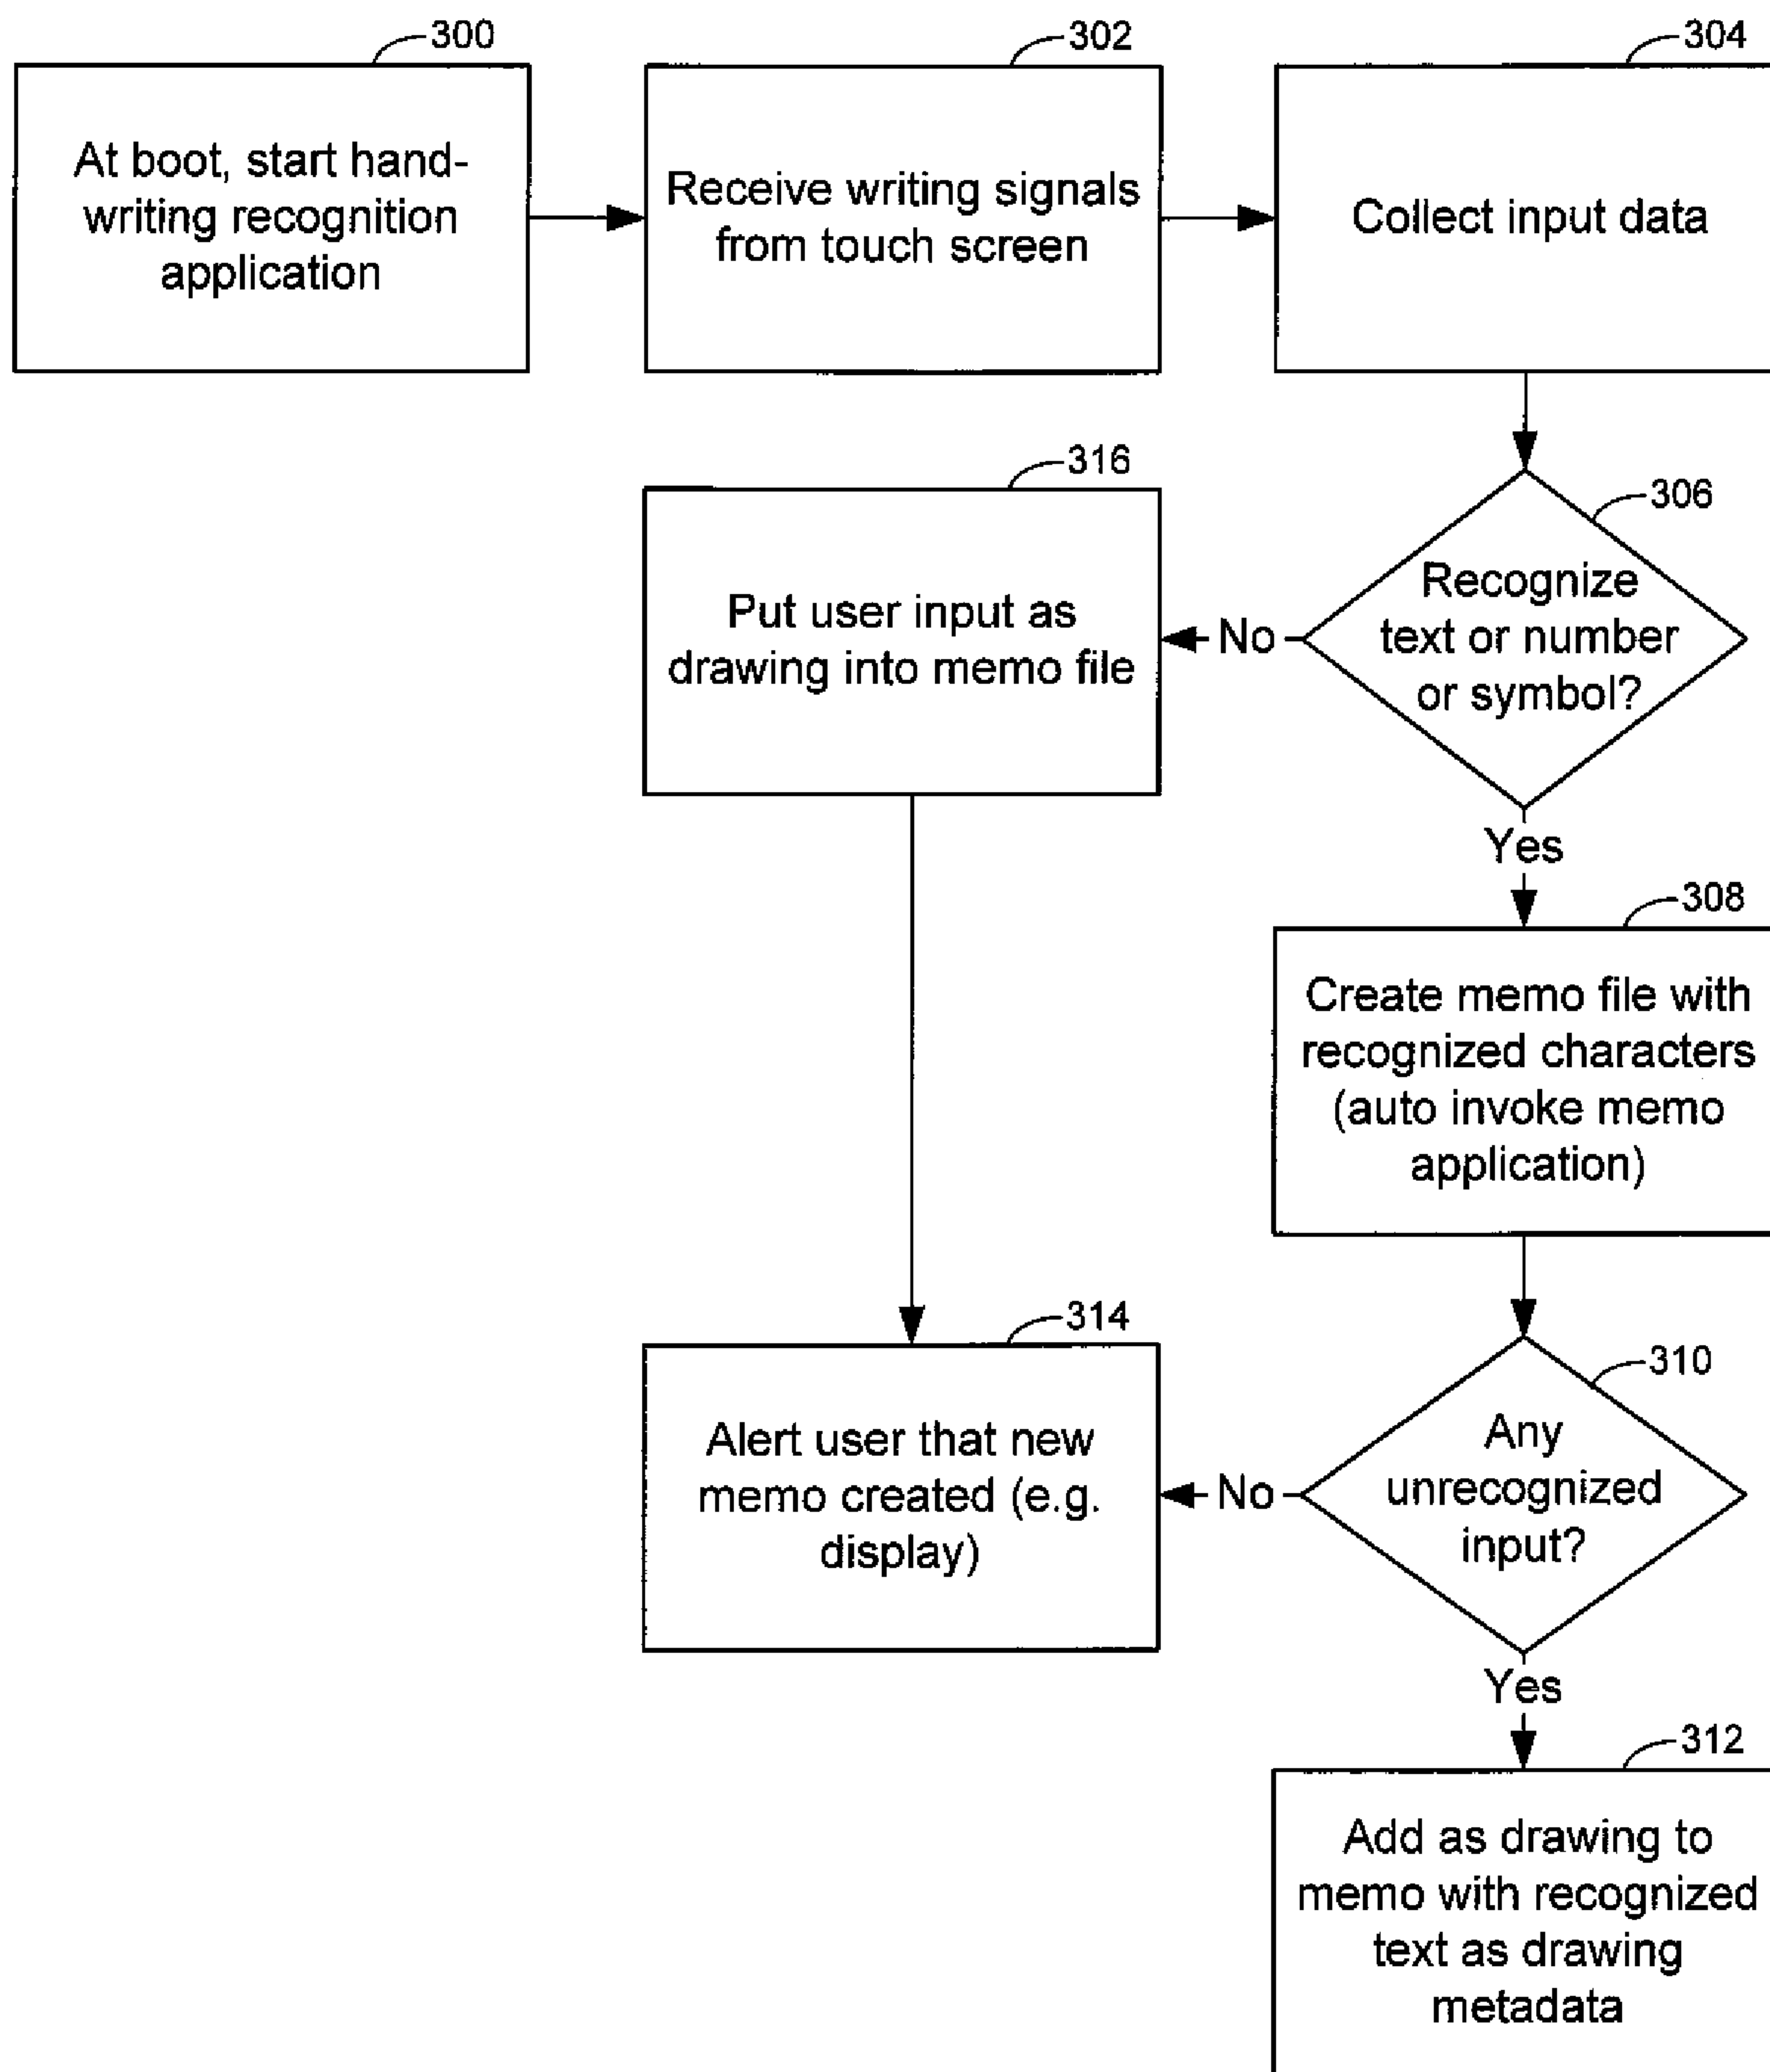 300
At boot, start hand-
writing recognition
application
302
Receive writing signals
from touch screen
304
Collect input data
306
Recognize
text or number
or symbol?
No
Yes
316
Put user input as
drawing into memo file
308
Create memo file with
recognized characters
(auto invoke memo
application)
310
Any
unrecognized
input?
No
Yes
314
Alert user that new
memo created (e.g.
display)
312
Add as drawing to
memo with recognized
text as drawing
metadata